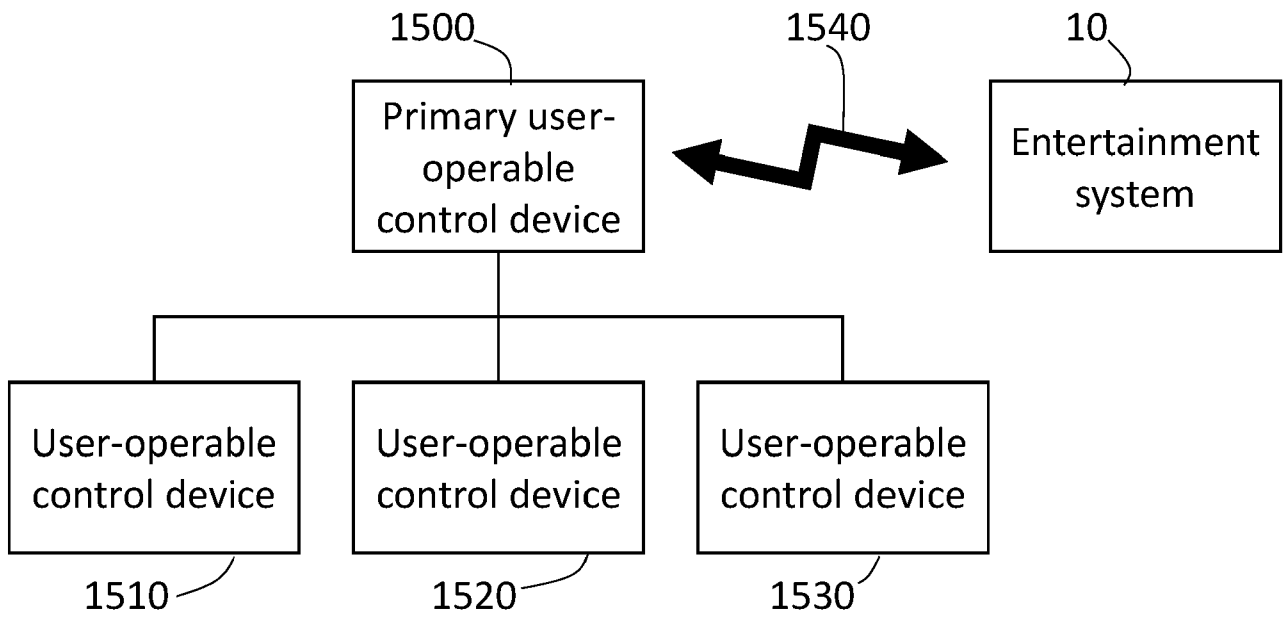 1500
1540
10
Primary user-
operable
control device
Entertainment
system
User-operable
control device
User-operable
control device
User-operable
control device
1510
1520
1530